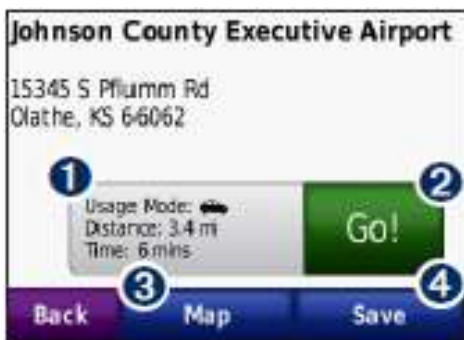 Johnson County Executive Airport
15345 S Pflumm Rd
Olathe, KS 66062
1
2
Usage Mode:
Distance: 3.4 mi
Time: 6 mins
Go!
3
4
Back
Map
Save